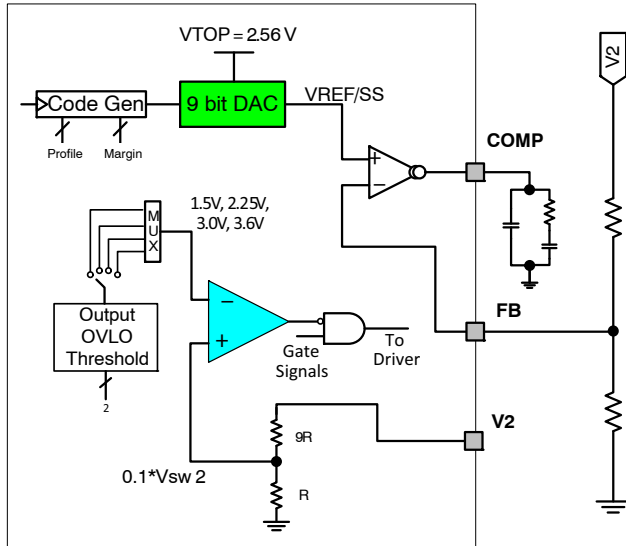 VTOP = 2.56 V
V2
Code Gen
9 bit DAC
VREF/SS
Profile
Margin
+
−
COMP
1.5V, 2.25V,
3.0V, 3.6V
MUX
Output
OVLO
Threshold
2
−
+
Gate
Signals
To
Driver
FB
V2
9R
0.1*Vsw 2
R